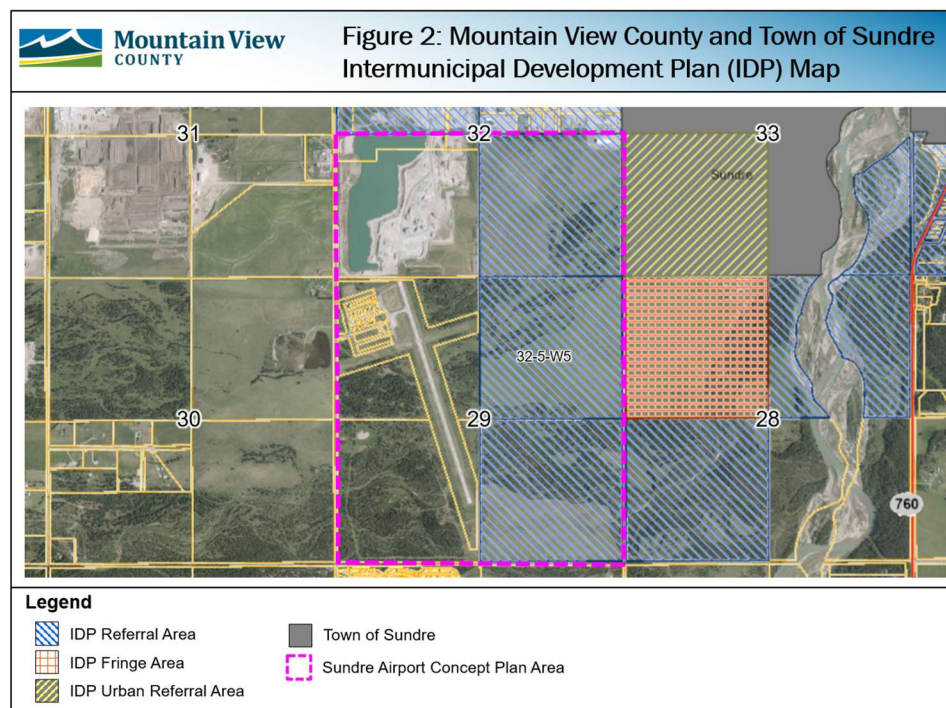 Mountain View
COUNTY
Figure 2: Mountain View County and Town of Sundre
Intermunicipal Development Plan (IDP) Map
31
32
33
Sundre
32-5-W5
30
29
28
760
Legend
IDP Referral Area
IDP Fringe Area
IDP Urban Referral Area
Town of Sundre
Sundre Airport Concept Plan Area